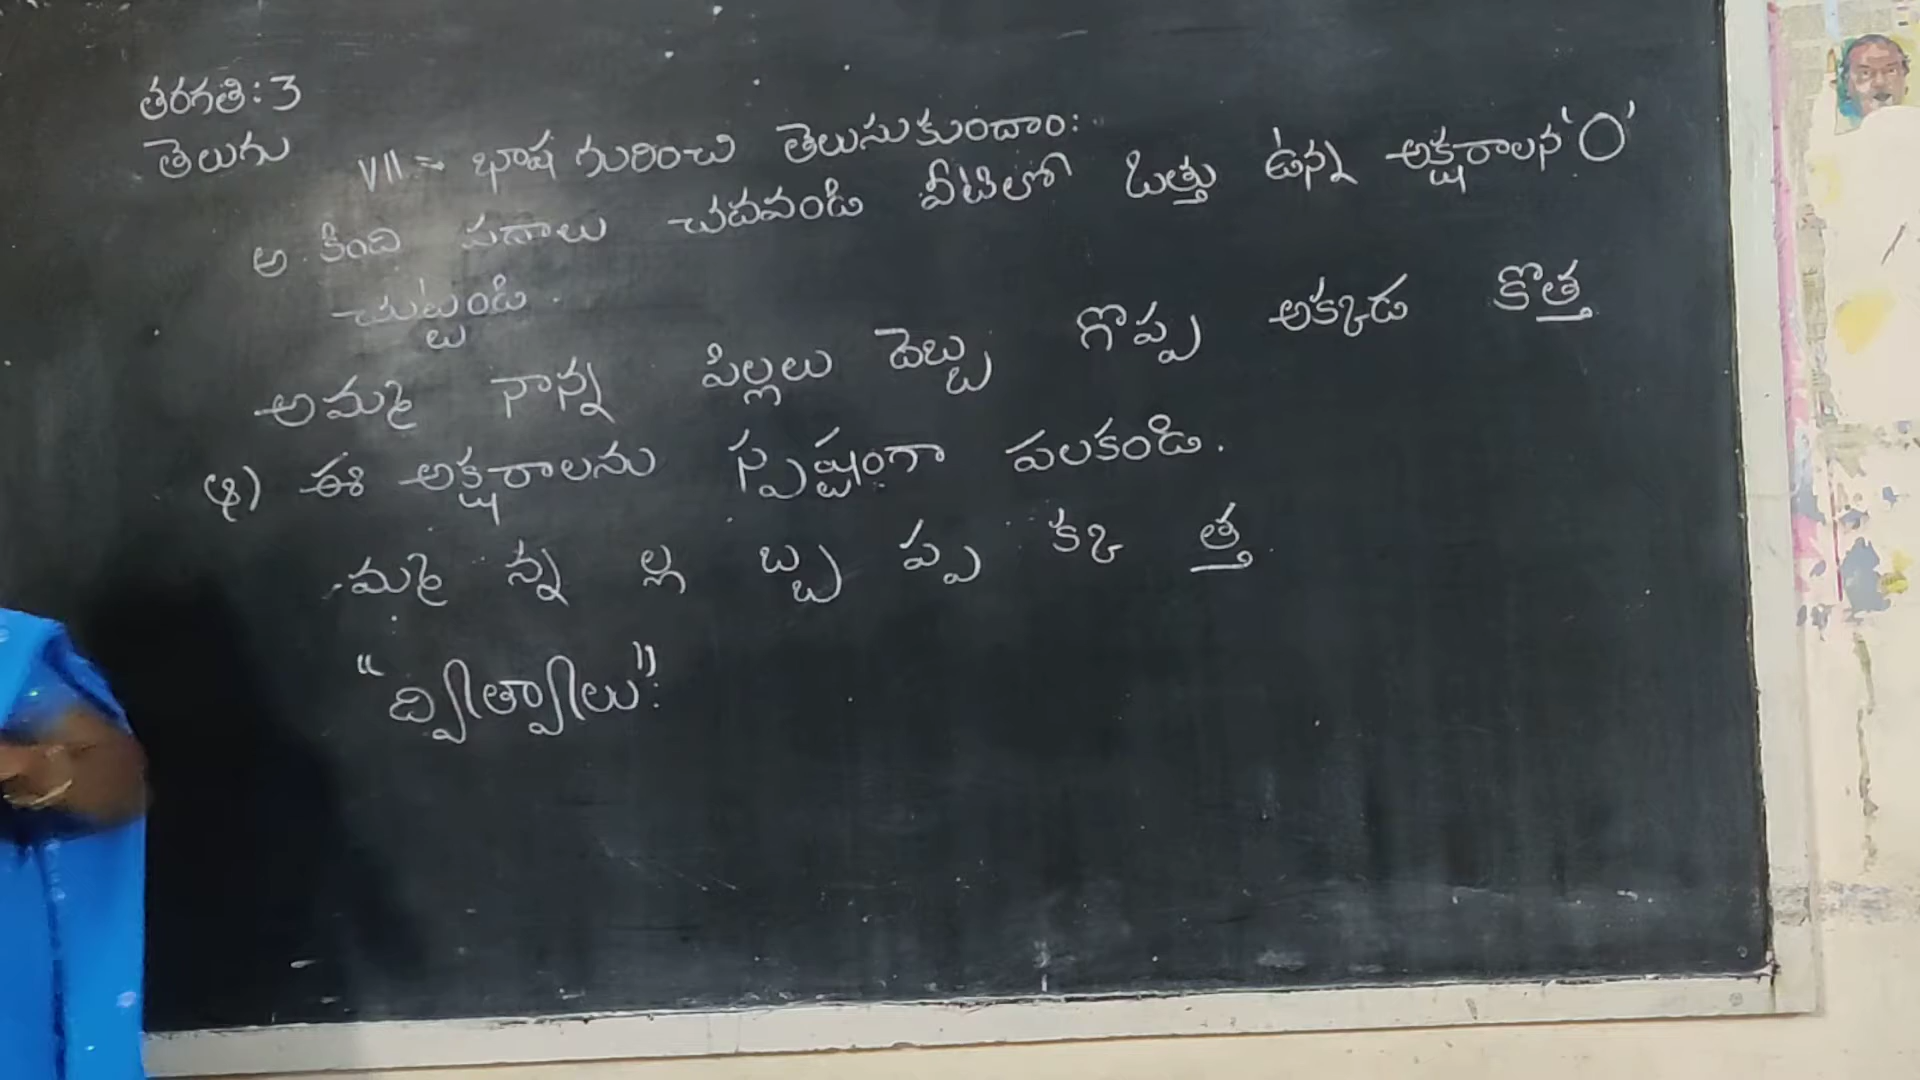 తరగతి: 3
తెలుగు
VII - భాష గురించి తెలుసుకుందాం:
అ. కింది పదాలు చదవండి వీటిలో ఒత్తు ఉన్న అక్షరాలన 'O'
చుట్టండి.
అమ్మ నాన్న పిల్లలు దెబ్బ గొప్ప అక్కడ కొత్త
ఆ) ఈ అక్షరాలను స్పష్టంగా పలకండి.
మ్మ న్న ల్ల బ్బ ప్ప క్క త్త
"ద్విత్వాలు":